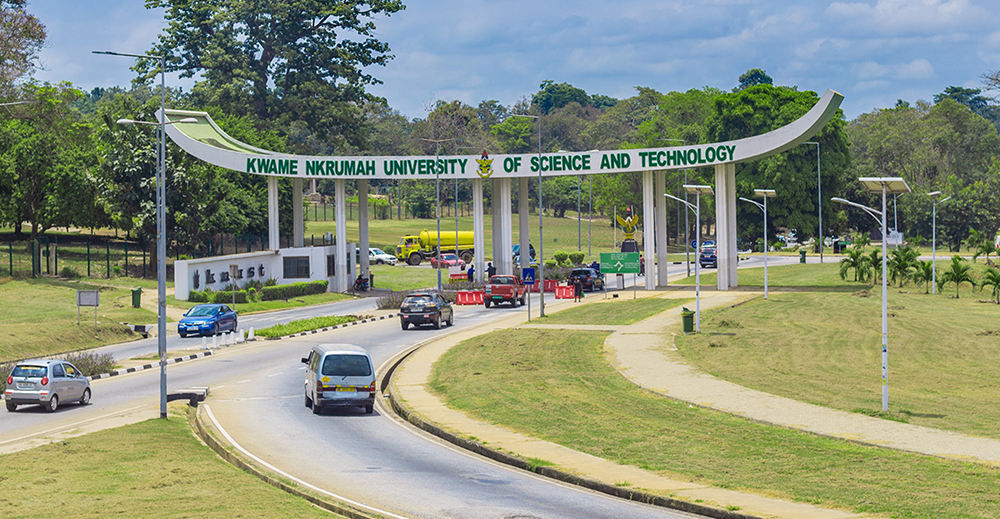 KWAME NKRUMAH UNIVERSITY OF SCIENCE AND TECHNOLOGY
knust